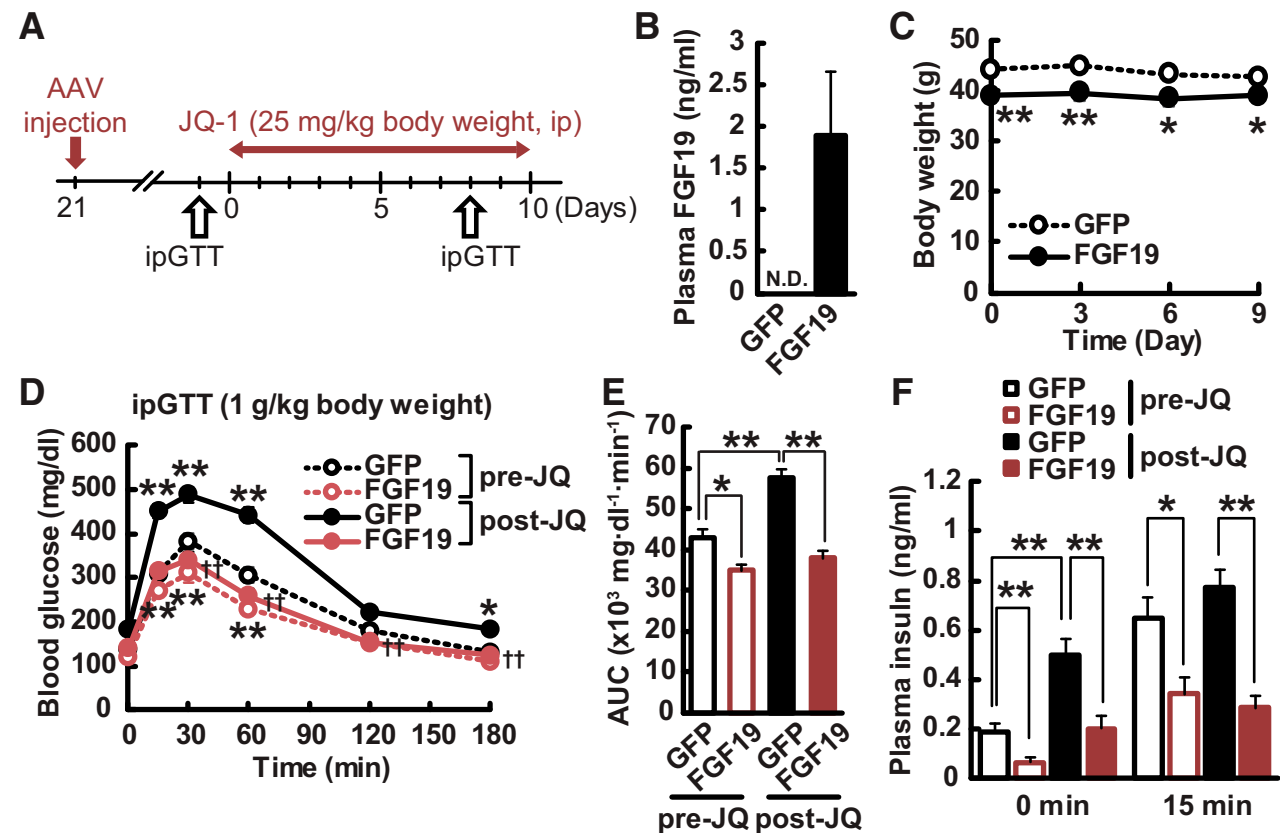 A
AAV
injection
JQ-1 (25 mg/kg body weight, ip)
21
0
5
10 (Days)
ipGTT
ipGTT
B
Plasma FGF19 (ng/ml)
3
2.5
2
1.5
1
0.5
0
N.D.
GFP
FGF19
C
Body weight (g)
50
40
30
20
10
0
**
**
*
*
GFP
FGF19
0
3
6
9
Time (Day)
D
ipGTT (1 g/kg body weight)
Blood glucose (mg/dl)
600
500
400
300
200
100
0
GFP
FGF19
pre-JQ
GFP
FGF19
post-JQ
**
**
**
*
**
**
**
††
††
††
††
0
30
60
90
120
150
180
Time (min)
E
AUC (x10³ mg·dl⁻¹·min⁻¹)
70
60
50
40
30
20
10
0
**
**
*
GFP
FGF19
GFP
FGF19
pre-JQ
post-JQ
F
GFP
FGF19
pre-JQ
GFP
FGF19
post-JQ
Plasma insuln (ng/ml)
1.2
1
0.8
0.6
0.4
0.2
0
**
**
**
*
**
0 min
15 min